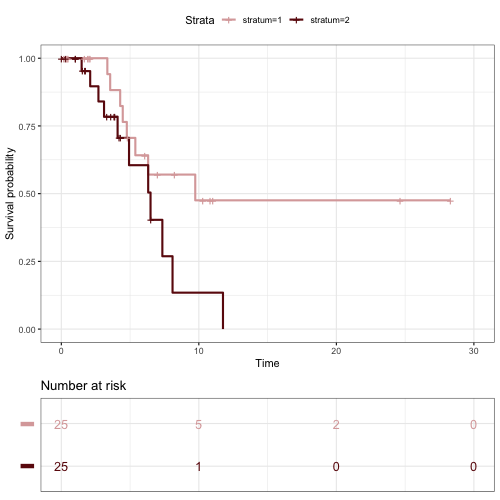 Strata stratum=1 stratum=2
1.00
0.75
0.50
0.25
0.00
Survival probability
0 10 20 30
Time
Number at risk
25 5 2 0
25 1 0 0